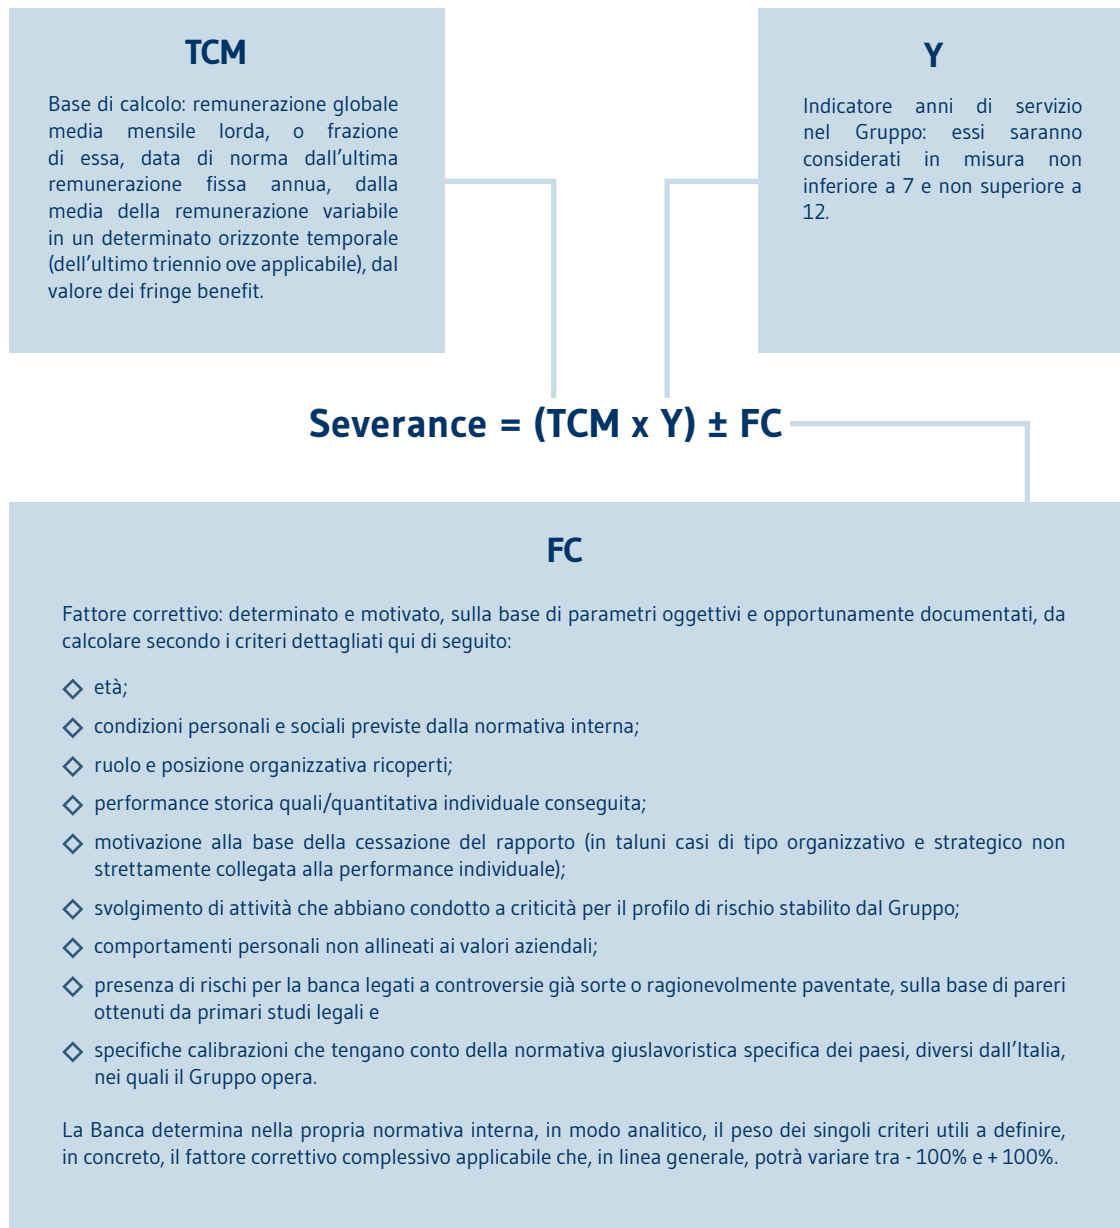 TCM
Base di calcolo: remunerazione globale
media mensile lorda, o frazione
di essa, data di norma dall’ultima
remunerazione fissa annua, dalla
media della remunerazione variabile
in un determinato orizzonte temporale
(dell’ultimo triennio ove applicabile), dal
valore dei fringe benefit.
Y
Indicatore anni di servizio
nel Gruppo: essi saranno
considerati in misura non
inferiore a 7 e non superiore a
12.
Severance = (TCM x Y) ± FC
FC
Fattore correttivo: determinato e motivato, sulla base di parametri oggettivi e opportunamente documentati, da
calcolare secondo i criteri dettagliati qui di seguito:
età;
condizioni personali e sociali previste dalla normativa interna;
ruolo e posizione organizzativa ricoperti;
performance storica quali/quantitativa individuale conseguita;
motivazione alla base della cessazione del rapporto (in taluni casi di tipo organizzativo e strategico non
strettamente collegata alla performance individuale);
svolgimento di attività che abbiano condotto a criticità per il profilo di rischio stabilito dal Gruppo;
comportamenti personali non allineati ai valori aziendali;
presenza di rischi per la banca legati a controversie già sorte o ragionevolmente paventate, sulla base di pareri
ottenuti da primari studi legali e
specifiche calibrazioni che tengano conto della normativa giuslavoristica specifica dei paesi, diversi dall’Italia,
nei quali il Gruppo opera.
La Banca determina nella propria normativa interna, in modo analitico, il peso dei singoli criteri utili a definire,
in concreto, il fattore correttivo complessivo applicabile che, in linea generale, potrà variare tra - 100% e + 100%.